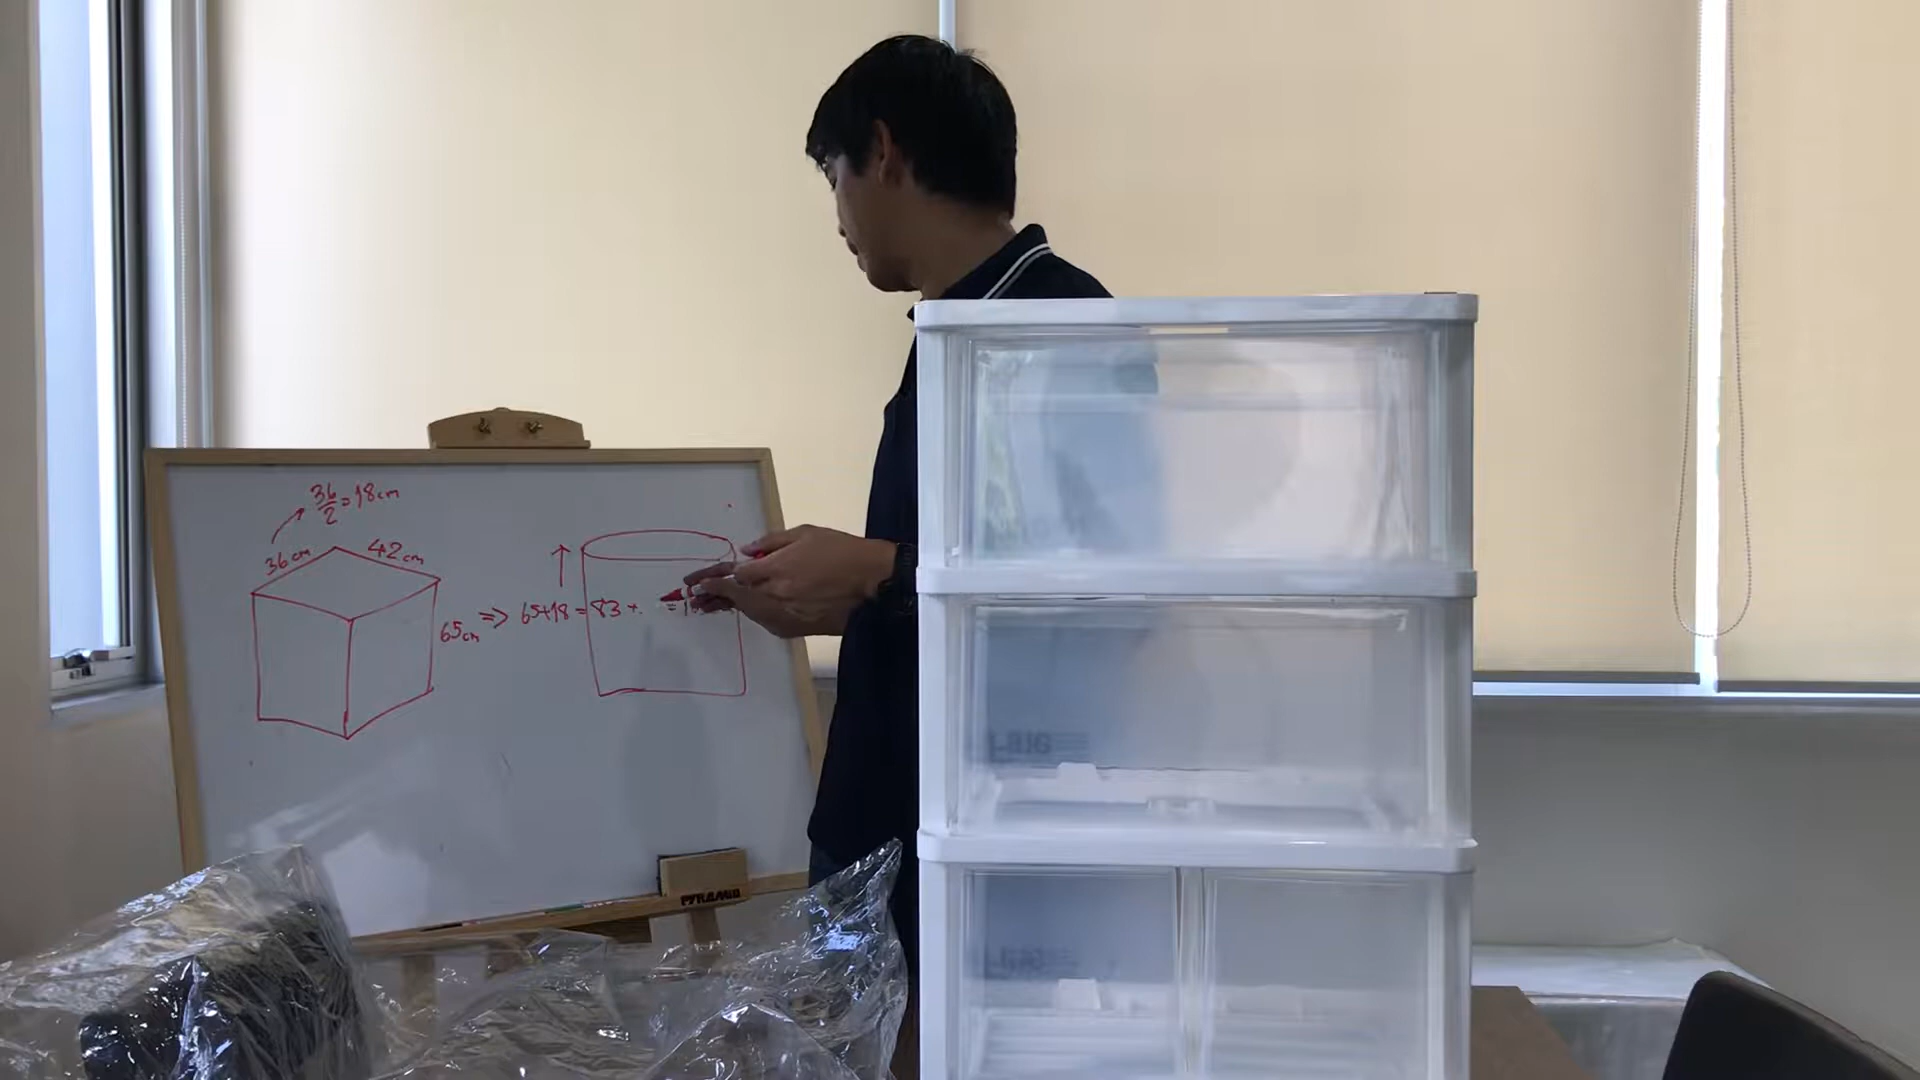 36/2 = 18cm
36cm
42cm
65cm => 65+18 = 83 +
PYRAMID